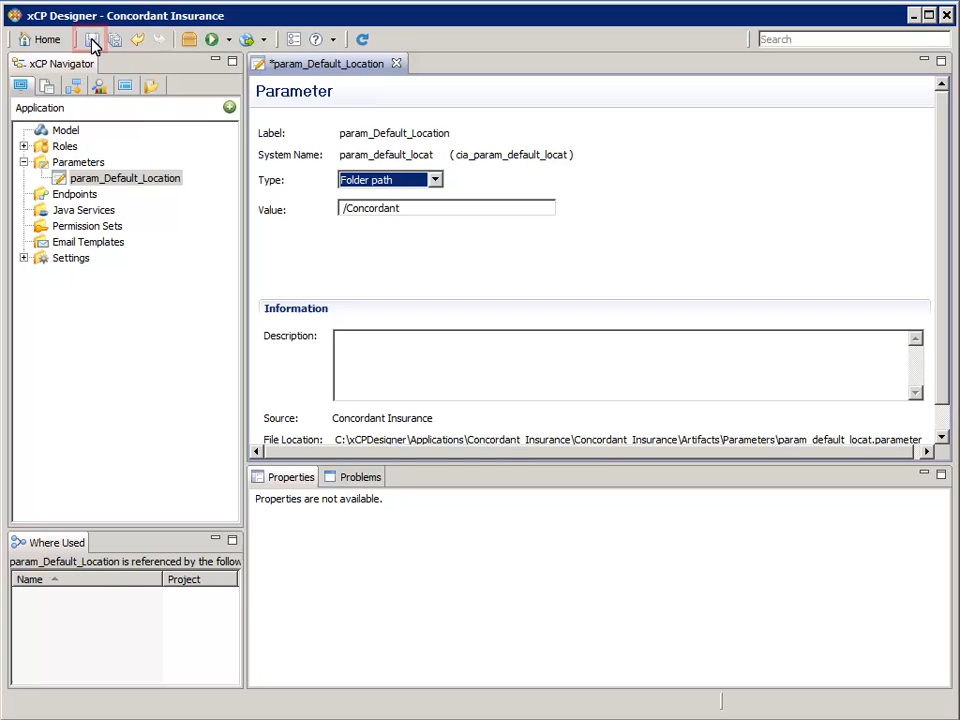 xCP Designer - Concordant Insurance
Home
Search
xCP Navigator
*param_Default_Location
Application
Parameter
Model
Roles
Parameters
param_Default_Location
Endpoints
Java Services
Permission Sets
Email Templates
Settings
Label: param_Default_Location
System Name: param_default_locat ( cia_param_default_locat )
Type: Folder path
Value: /Concordant
Information
Description:
Source: Concordant Insurance
File Location: C:\xCPDesigner\Applications\Concordant_Insurance\Concordant_Insurance\Artifacts\Parameters\param_default_locat.parameter
Properties Problems
Properties are not available.
Where Used
param_Default_Location is referenced by the follow
Name Project